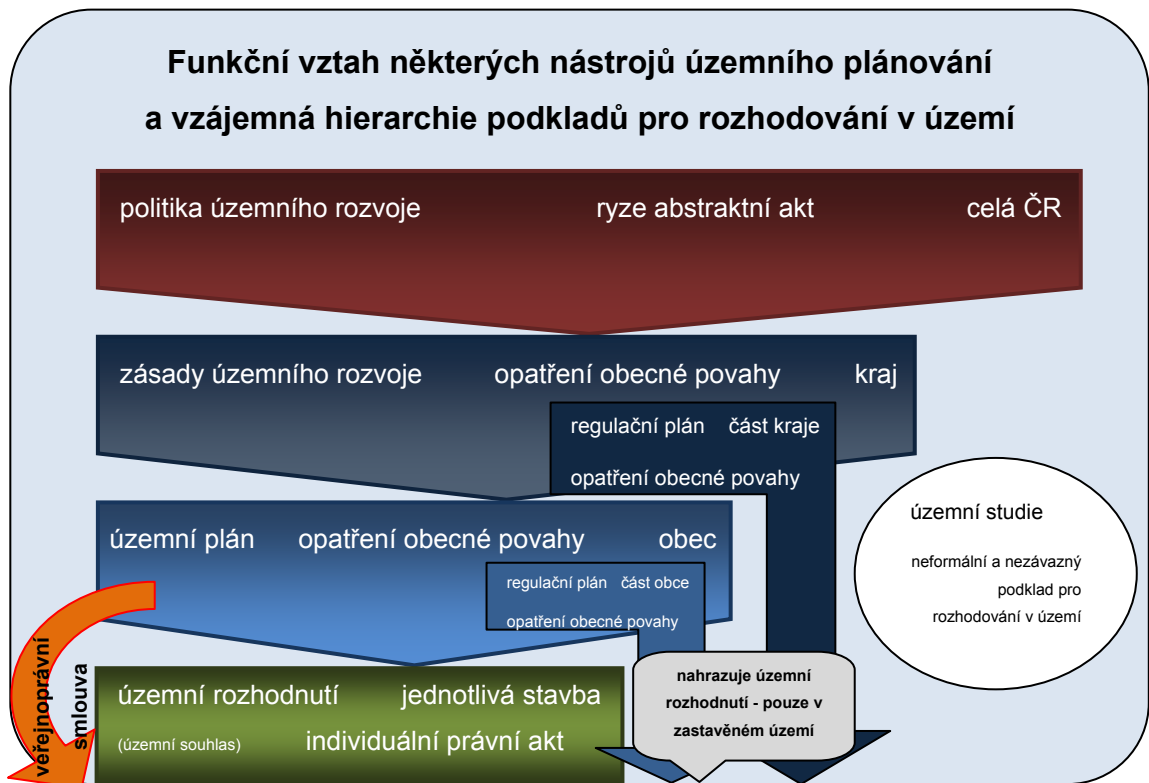 Funkční vztah některých nástrojů územního plánování
a vzájemná hierarchie podkladů pro rozhodování v území
politika územního rozvoje ryze abstraktní akt celá ČR
zásady územního rozvoje opatření obecné povahy kraj
regulační plán část kraje
opatření obecné povahy
územní studie
neformální a nezávazný
podklad pro
rozhodování v území
územní plán opatření obecné povahy obec
regulační plán část obce
opatření obecné povahy
veřejnoprávní
smlouva
územní rozhodnutí jednotlivá stavba
(územní souhlas) individuální právní akt
nahrazuje územní
rozhodnutí - pouze v
zastavěném území